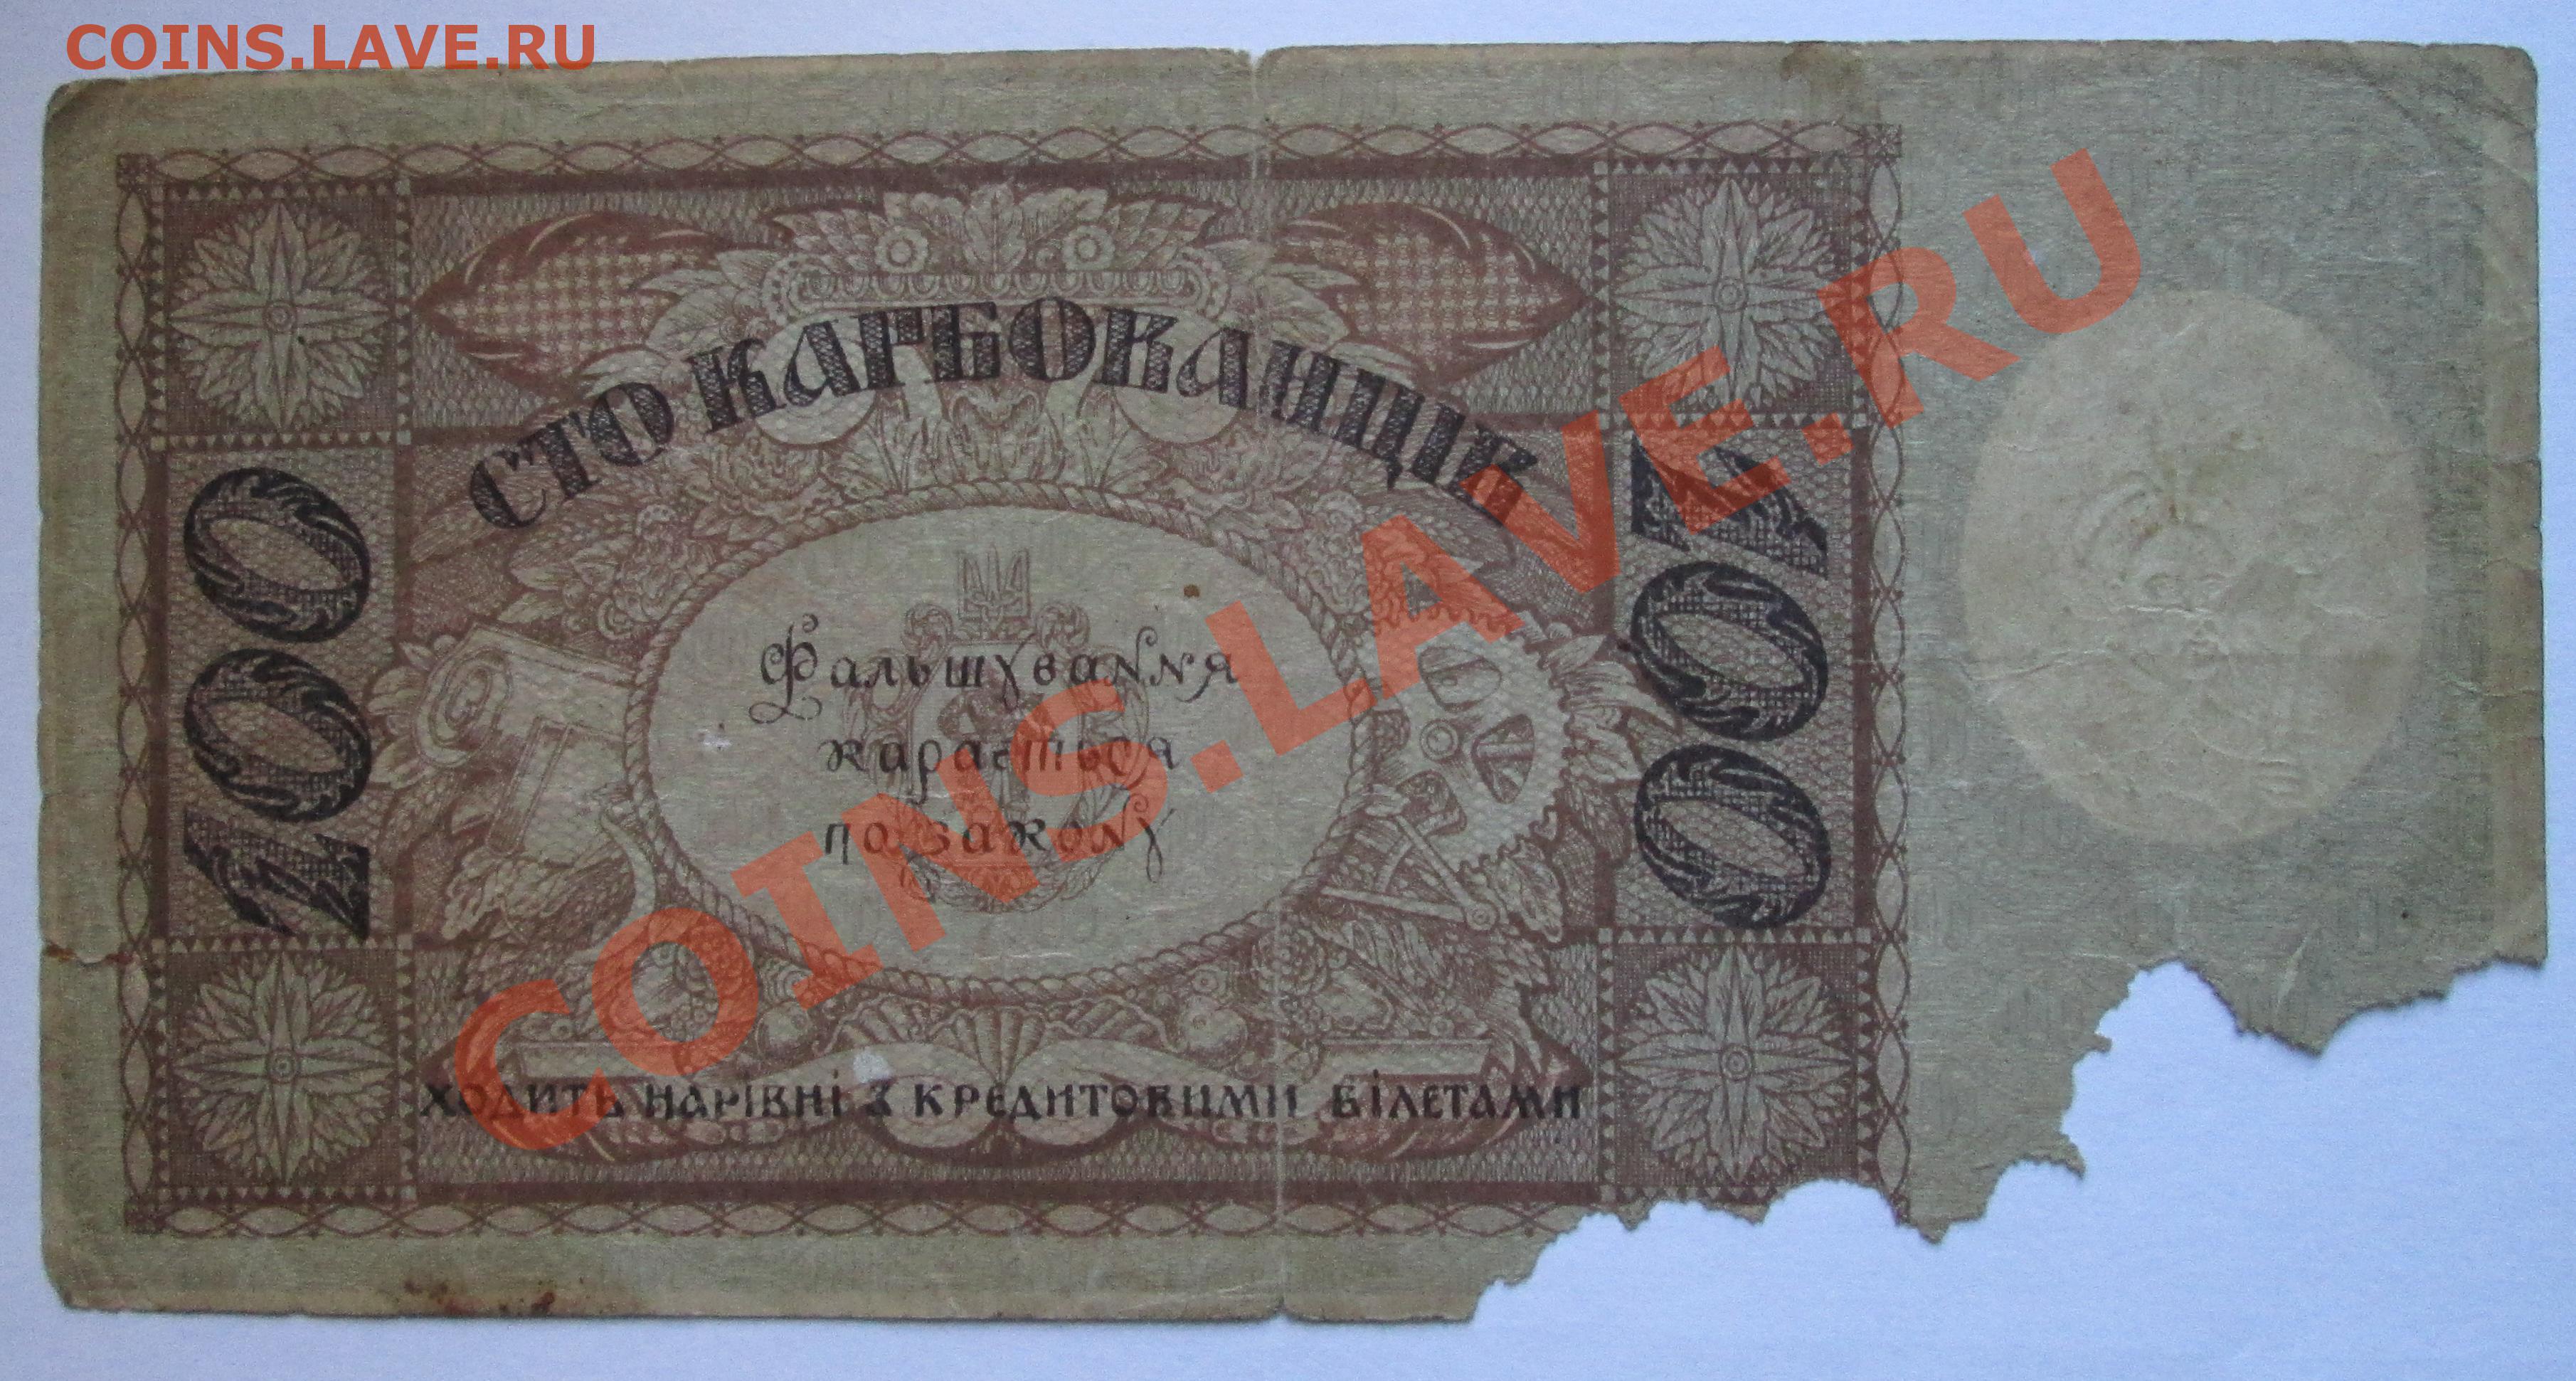 COINS.LAVE.RU
СТО КАРБОВАНЦІВ
100
100
Фальшування
карається
по закону
ХОДИТЬ НАРІВНІ З КРЕДИТОВИМИ БІЛЕТАМИ
COINS.LAVE.RU